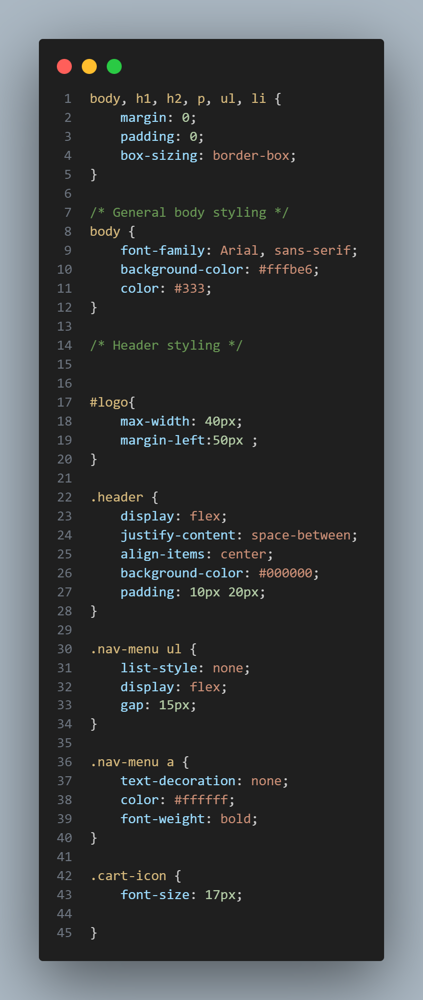 1 body, h1, h2, p, ul, li {
2     margin: 0;
3     padding: 0;
4     box-sizing: border-box;
5 }
6
7 /* General body styling */
8 body {
9     font-family: Arial, sans-serif;
10     background-color: #fffbe6;
11     color: #333;
12 }
13
14 /* Header styling */
15
16
17 #logo{
18     max-width: 40px;
19     margin-left:50px ;
20 }
21
22 .header {
23     display: flex;
24     justify-content: space-between;
25     align-items: center;
26     background-color: #000000;
27     padding: 10px 20px;
28 }
29
30 .nav-menu ul {
31     list-style: none;
32     display: flex;
33     gap: 15px;
34 }
35
36 .nav-menu a {
37     text-decoration: none;
38     color: #ffffff;
39     font-weight: bold;
40 }
41
42 .cart-icon {
43     font-size: 17px;
44
45 }